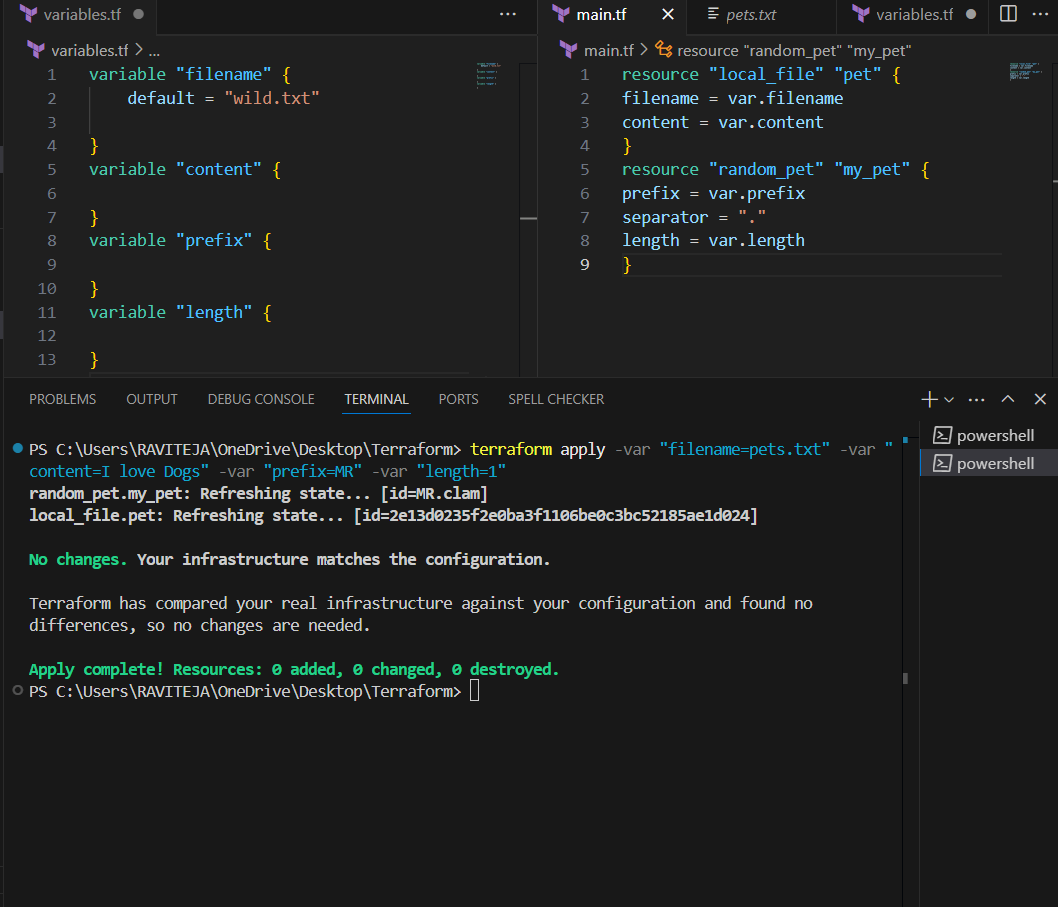 variables.tf
variables.tf > ...
1 variable "filename" {
2 default = "wild.txt"
3
4 }
5 variable "content" {
6
7 }
8 variable "prefix" {
9
10 }
11 variable "length" {
12
13 }
main.tf pets.txt variables.tf
main.tf > resource "random_pet" "my_pet"
1 resource "local_file" "pet" {
2 filename = var.filename
3 content = var.content
4 }
5 resource "random_pet" "my_pet" {
6 prefix = var.prefix
7 separator = "."
8 length = var.length
9 }
PROBLEMS OUTPUT DEBUG CONSOLE TERMINAL PORTS SPELL CHECKER
PS C:\Users\RAVITEJA\OneDrive\Desktop\Terraform> terraform apply -var "filename=pets.txt" -var "
content=I love Dogs" -var "prefix=MR" -var "length=1"
random_pet.my_pet: Refreshing state... [id=MR.clam]
local_file.pet: Refreshing state... [id=2e13d0235f2e0ba3f1106be0c3bc52185ae1d024]
No changes. Your infrastructure matches the configuration.
Terraform has compared your real infrastructure against your configuration and found no
differences, so no changes are needed.
Apply complete! Resources: 0 added, 0 changed, 0 destroyed.
PS C:\Users\RAVITEJA\OneDrive\Desktop\Terraform>
powershell
powershell